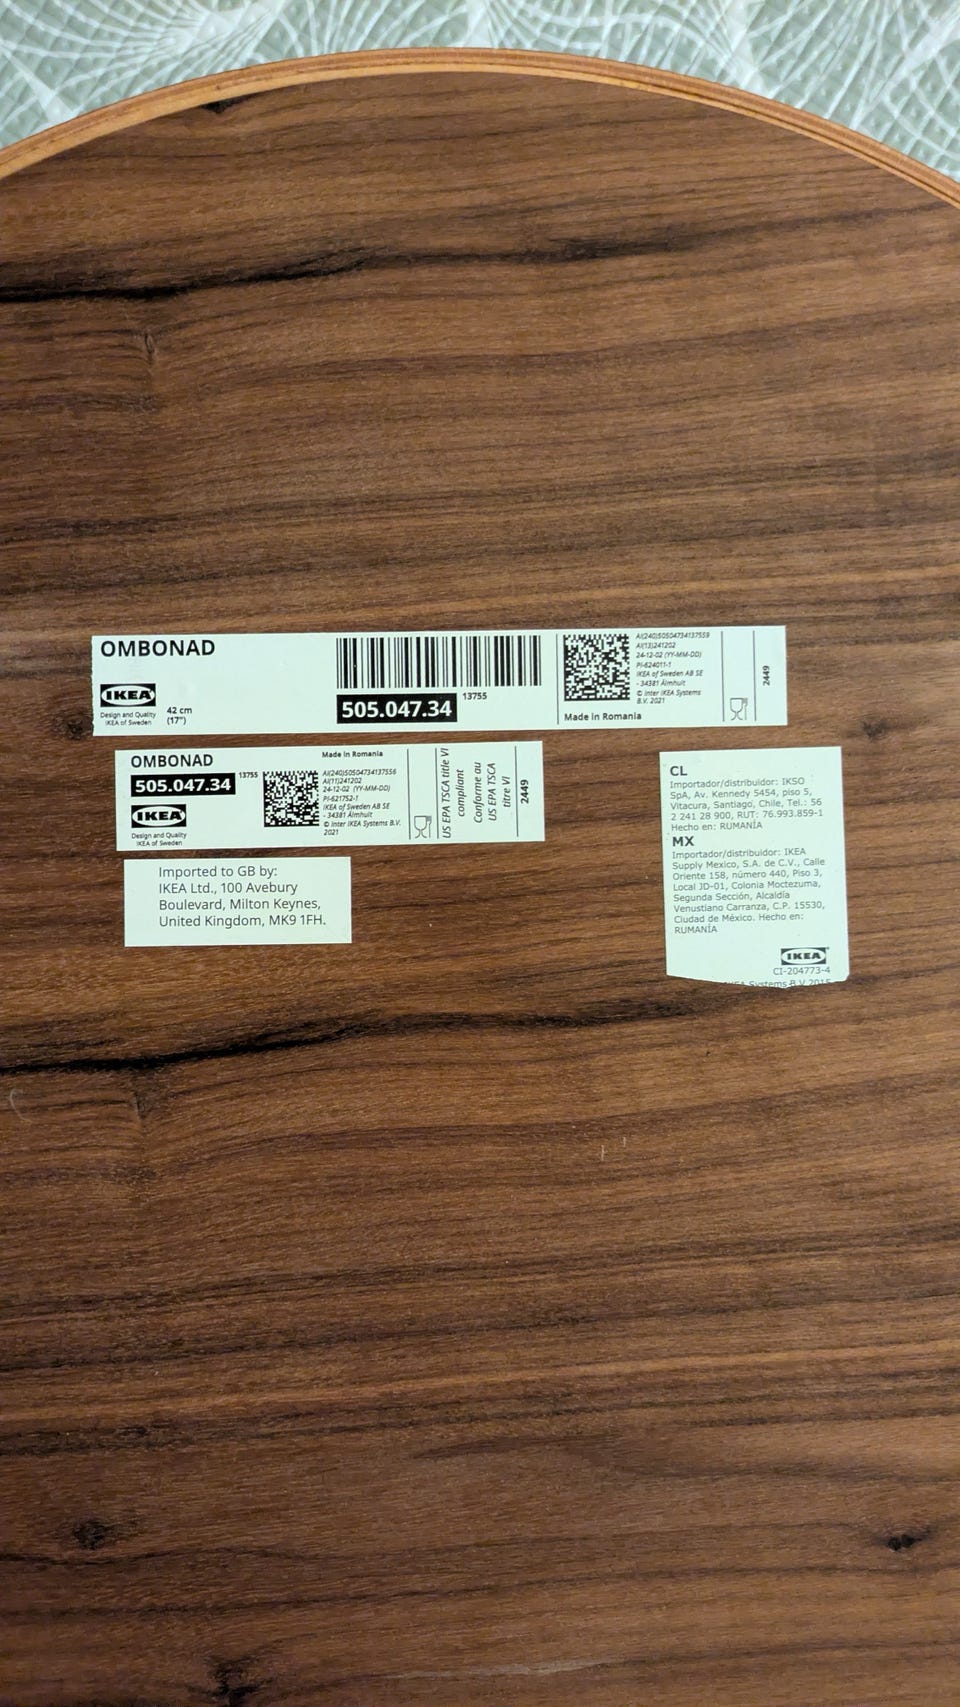 OMBONAD
IKEA
Design and Quality
IKEA of Sweden
42 cm
(17")
505.047.34
13755
AI(240)50504734137559
AI(13)241202
24-12-02 (YY-MM-DD)
PI-624011-1
IKEA of Sweden AB SE
- 34381 Älmhult
© Inter IKEA Systems
B.V. 2021
Made in Romania
2449
OMBONAD
505.047.34
13755
IKEA
Design and Quality
IKEA of Sweden
Made in Romania
AI(240)50504734137556
AI(11)241202
24-12-02 (YY-MM-DD)
PI-621752-1
IKEA of Sweden AB SE
- 34381 Älmhult
© Inter IKEA Systems B.V.
2021
US EPA TSCA title VI
compliant
Conforme au
US EPA TSCA
titre VI
2449
Imported to GB by:
IKEA Ltd., 100 Avebury
Boulevard, Milton Keynes,
United Kingdom, MK9 1FH.
CL
Importador/distribuidor: IKSO
SpA, Av. Kennedy 5454, piso 5,
Vitacura, Santiago, Chile, Tel.: 56
2 241 28 900, RUT: 76.993.859-1
Hecho en: RUMANÍA
MX
Importador/distribuidor: IKEA
Supply Mexico, S.A. de C.V., Calle
Oriente 158, número 440, Piso 3,
Local JD-01, Colonia Moctezuma,
Segunda Sección, Alcaldía
Venustiano Carranza, C.P. 15530,
Ciudad de México. Hecho en:
RUMANÍA
IKEA
CI-204773-4
IKEA Systems B.V. 2015